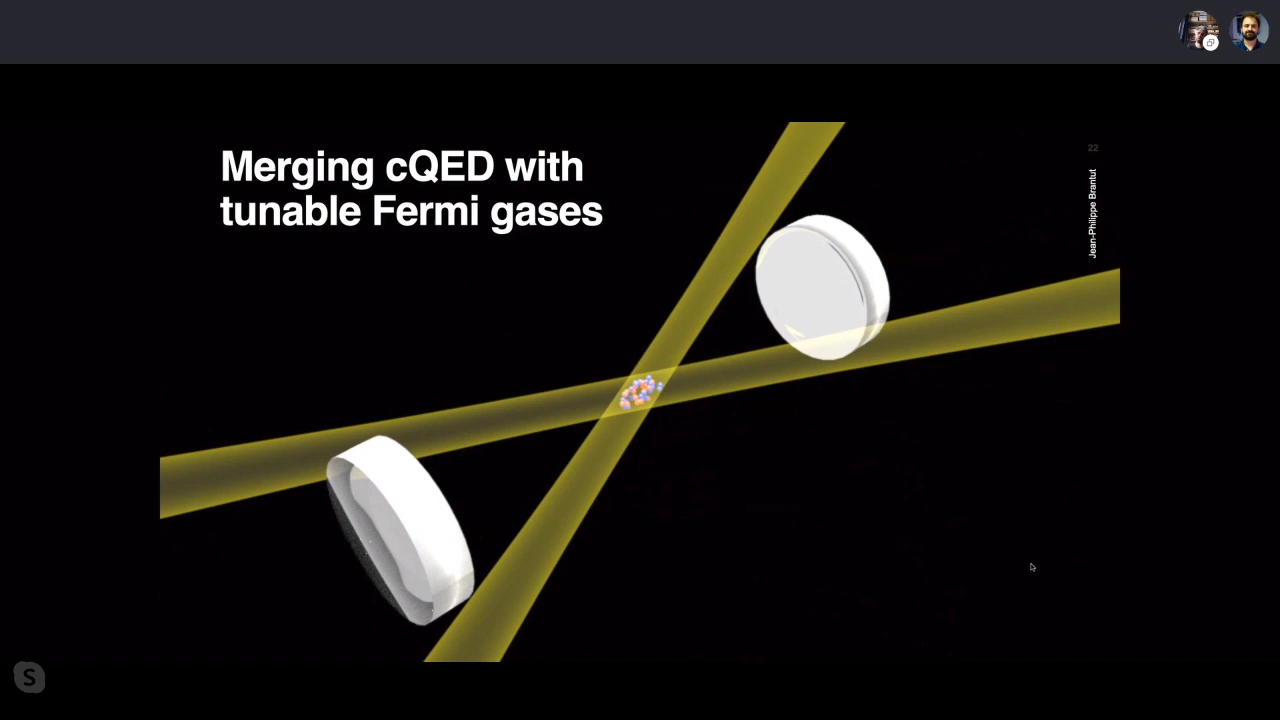 Merging cQED with
tunable Fermi gases
22
Jean-Philippe Brantut
S